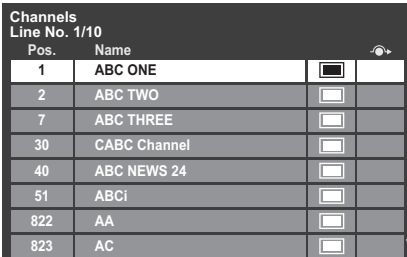 Channels
Line No. 1/10
Pos. Name
1 ABC ONE
2 ABC TWO
7 ABC THREE
30 CABC Channel
40 ABC NEWS 24
51 ABCi
822 AA
823 AC